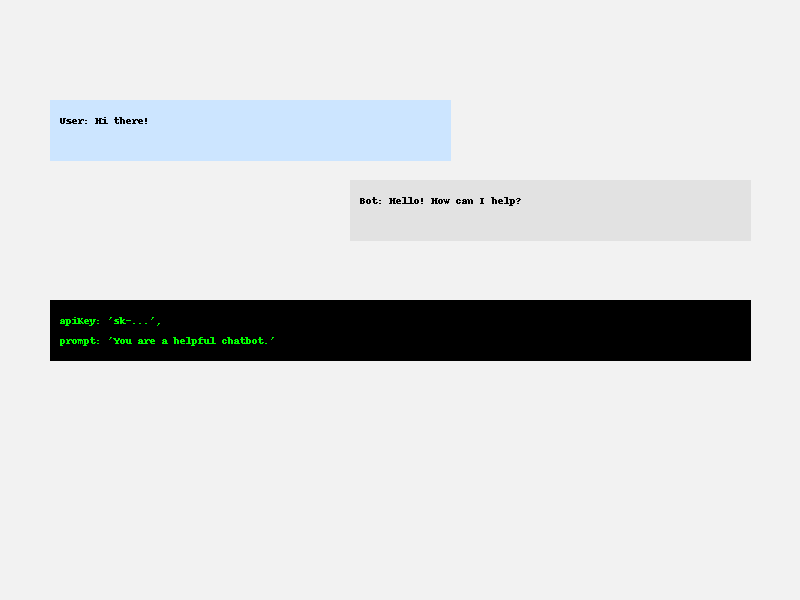 User: Hi there!
Bot: Hello! How can I help?
apiKey: 'sk-...',
prompt: 'You are a helpful chatbot.'